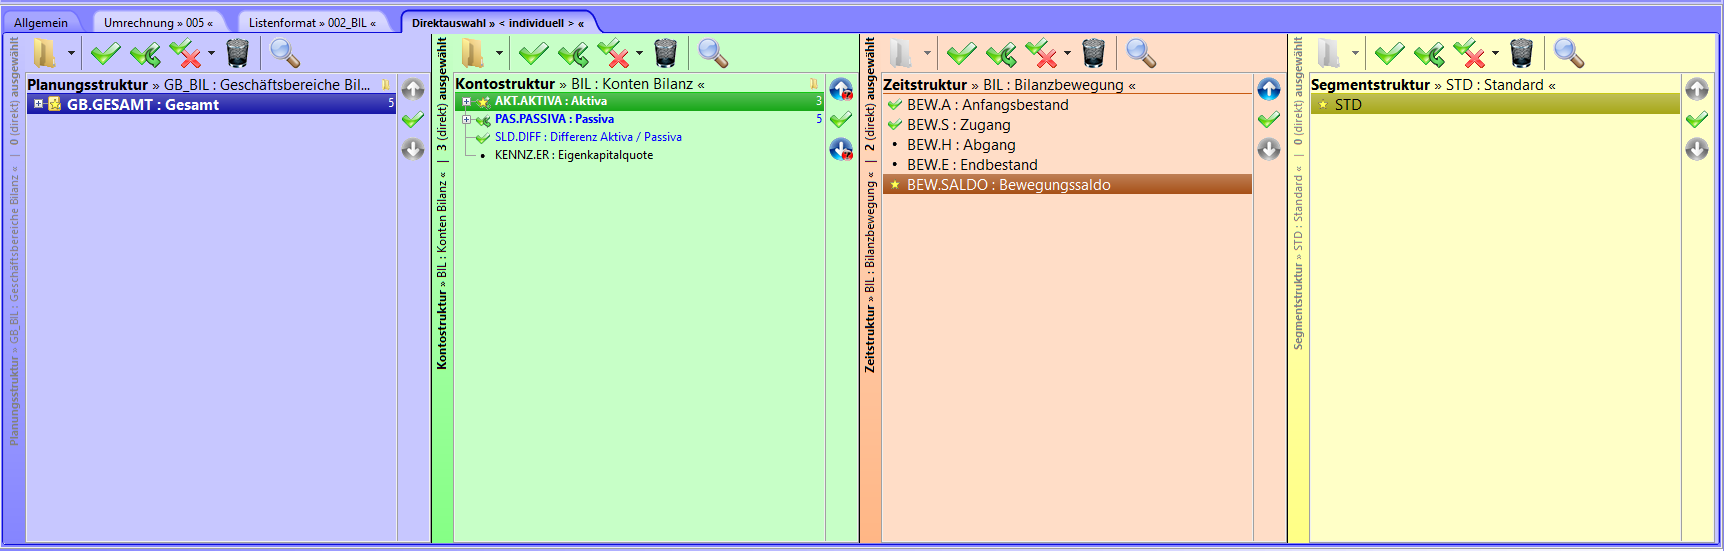 Allgemein
Umrechnung » 005 «
Listenformat » 002_BIL «
Direktauswahl » < individuell > «
Planungsstruktur » GB_BIL : Geschäftsbereiche Bilanz « | 0 (direkt) ausgewählt
Planungsstruktur » GB_BIL : Geschäftsbereiche Bil...
GB.GESAMT : Gesamt 5
Kontostruktur » BIL : Konten Bilanz « | 3 (direkt) ausgewählt
Kontostruktur » BIL : Konten Bilanz «
AKT.AKTIVA : Aktiva 3
PAS.PASSIVA : Passiva 5
SLD.DIFF : Differenz Aktiva / Passiva
KENNZ.ER : Eigenkapitalquote
Zeitstruktur » BIL : Bilanzbewegung « | 2 (direkt) ausgewählt
Zeitstruktur » BIL : Bilanzbewegung «
BEW.A : Anfangsbestand
BEW.S : Zugang
BEW.H : Abgang
BEW.E : Endbestand
BEW.SALDO : Bewegungssaldo
Segmentstruktur » STD : Standard « | 0 (direkt) ausgewählt
Segmentstruktur » STD : Standard «
STD